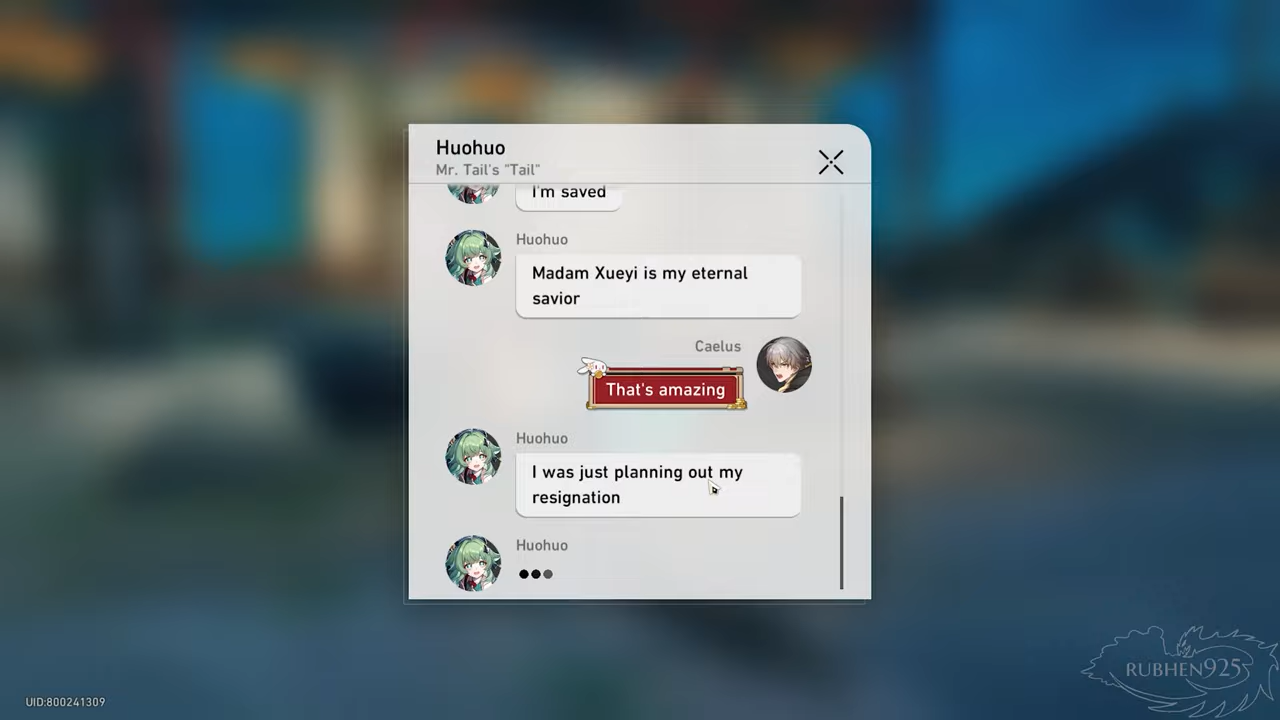 Huohuo
Mr. Tail's "Tail"
I'm saved
Huohuo
Madam Xueyi is my eternal
savior
Caelus
That's amazing
Huohuo
I was just planning out my
resignation
Huohuo
RUBHEN925
UID:800241309